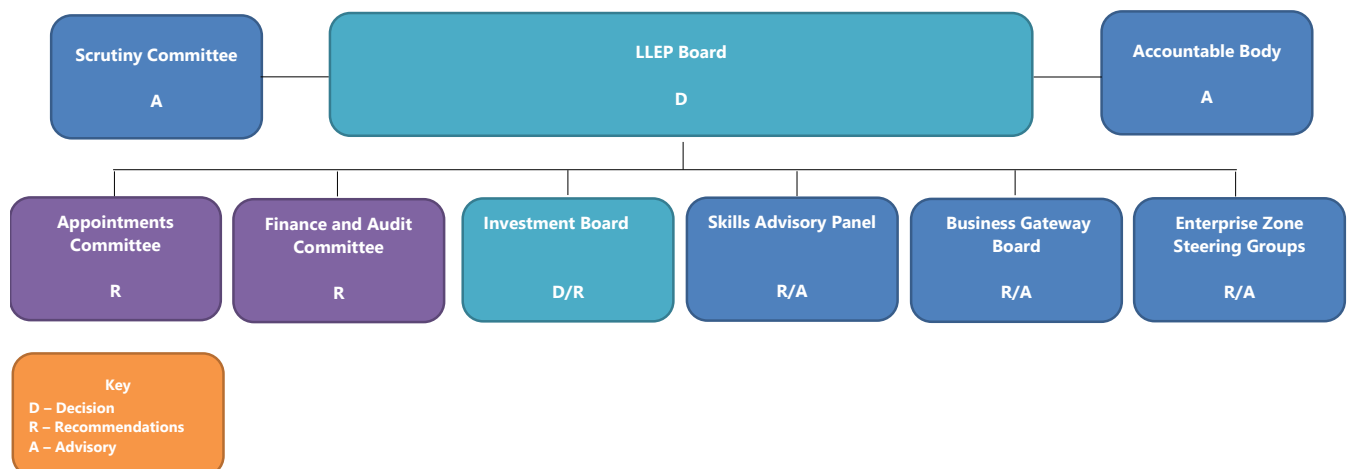 Scrutiny Committee
A
LLEP Board
D
Accountable Body
A
Appointments
Committee
R
Finance and Audit
Committee
R
Investment Board
D/R
Skills Advisory Panel
R/A
Business Gateway
Board
R/A
Enterprise Zone
Steering Groups
R/A
Key
D – Decision
R – Recommendations
A – Advisory